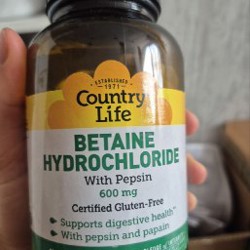 ESTABLISHED
1971
Country
Life
BETAINE
HYDROCHLORIDE
With Pepsin
600 mg
Certified Gluten-Free
Supports digestive health
With pepsin and papain